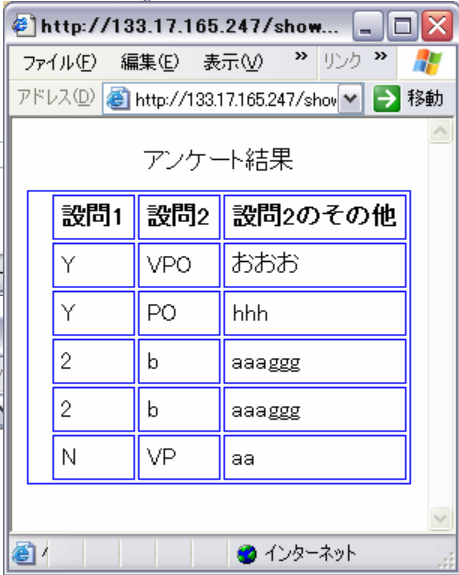 http://133.17.165.247/show...
ファイル(F) 編集(E) 表示(V) » リンク »
アドレス(D) http://133.17.165.247/shov 移動
アンケート結果
設問1 設問2 設問2のその他
Y VPO おおお
Y PO hhh
2 b aaaggg
2 b aaaggg
N VP aa
インターネット